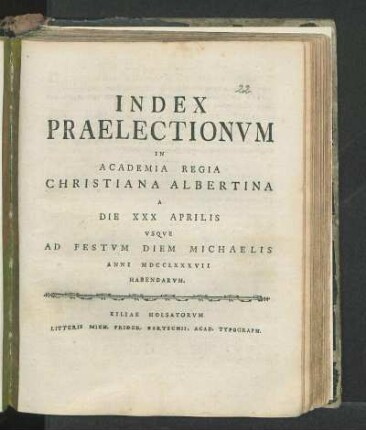 22.
INDEX
PRAELECTIONVM
IN
ACADEMIA REGIA
CHRISTIANA ALBERTINA
A
DIE XXX APRILIS
VSQVE
AD FESTVM DIEM MICHAELIS
ANNI MDCCLXXXVII
HABENDARVM.
KILIAE HOLSATORVM
LITTERIS MICH. FRIDER. BARTSCHII, ACAD. TYPOGRAPH.